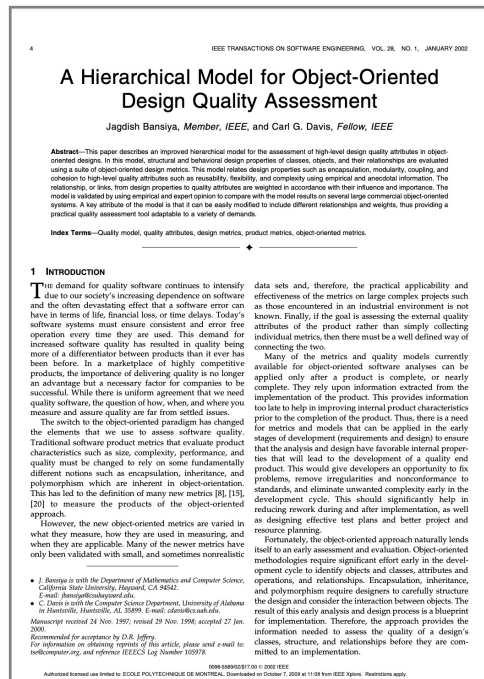 4
IEEE TRANSACTIONS ON SOFTWARE ENGINEERING, VOL. 28, NO. 1, JANUARY 2002
A Hierarchical Model for Object-Oriented
Design Quality Assessment
Jagdish Bansiya, Member, IEEE, and Carl G. Davis, Fellow, IEEE
Abstract—This paper describes an improved hierarchical model for the assessment of high-level design quality attributes in object-
oriented designs. In this model, structural and behavioral design properties of classes, objects, and their relationships are evaluated
using a suite of object-oriented design metrics. This model relates design properties such as encapsulation, modularity, coupling, and
cohesion to high-level quality attributes such as reusability, flexibility, and complexity using empirical and anecdotal information. The
relationship, or links, from design properties to quality attributes are weighted in accordance with their influence and importance. The
model is validated by using empirical and expert opinion to compare with the model results on several large commercial object-oriented
systems. A key attribute of the model is that it can be easily modified to include different relationships and weights, thus providing a
practical quality assessment tool adaptable to a variety of demands.
Index Terms—Quality model, quality attributes, design metrics, product metrics, object-oriented metrics.
1 INTRODUCTION
THE demand for quality software continues to intensify
due to our society's increasing dependence on software
and the often devastating effect that a software error can
have in terms of life, financial loss, or time delays. Today's
software systems must ensure consistent and error free
operation every time they are used. This demand for
increased software quality has resulted in quality being
more of a differentiator between products than it ever has
been before. In a marketplace of highly competitive
products, the importance of delivering quality is no longer
an advantage but a necessary factor for companies to be
successful. While there is uniform agreement that we need
quality software, the question of how, when, and where you
measure and assure quality are far from settled issues.
The switch to the object-oriented paradigm has changed
the elements that we use to assess software quality.
Traditional software product metrics that evaluate product
characteristics such as size, complexity, performance, and
quality must be changed to rely on some fundamentally
different notions such as encapsulation, inheritance, and
polymorphism which are inherent in object-orientation.
This has led to the definition of many new metrics [8], [15],
[20] to measure the products of the object-oriented
approach.
However, the new object-oriented metrics are varied in
what they measure, how they are used in measuring, and
when they are applicable. Many of the newer metrics have
only been validated with small, and sometimes nonrealistic
• J. Bansiya is with the Department of Mathematics and Computer Science,
California State University, Hayward, CA 94542.
E-mail: jbansiya@csuhayward.edu.
• C. Davis is with the Computer Science Department, University of Alabama
in Huntsville, Huntsville, AL 35899. E-mail: cdavis@cs.uah.edu.
Manuscript received 24 Nov. 1997; revised 29 Nov. 1998; accepted 27 Jan.
2000.
Recommended for acceptance by D.R. Jeffery.
For information on obtaining reprints of this article, please send e-mail to:
tse@computer.org, and reference IEEECS Log Number 105978.
data sets and, therefore, the practical applicability and
effectiveness of the metrics on large complex projects such
as those encountered in an industrial environment is not
known. Finally, if the goal is assessing the external quality
attributes of the product rather than simply collecting
individual metrics, then there must be a well defined way of
connecting the two.
Many of the metrics and quality models currently
available for object-oriented software analyses can be
applied only after a product is complete, or nearly
complete. They rely upon information extracted from the
implementation of the product. This provides information
too late to help in improving internal product characteristics
prior to the completion of the product. Thus, there is a need
for metrics and models that can be applied in the early
stages of development (requirements and design) to ensure
that the analysis and design have favorable internal proper-
ties that will lead to the development of a quality end
product. This would give developers an opportunity to fix
problems, remove irregularities and nonconformance to
standards, and eliminate unwanted complexity early in the
development cycle. This should significantly help in
reducing rework during and after implementation, as well
as designing effective test plans and better project and
resource planning.
Fortunately, the object-oriented approach naturally lends
itself to an early assessment and evaluation. Object-oriented
methodologies require significant effort early in the devel-
opment cycle to identify objects and classes, attributes and
operations, and relationships. Encapsulation, inheritance,
and polymorphism require designers to carefully structure
the design and consider the interaction between objects. The
result of this early analysis and design process is a blueprint
for implementation. Therefore, the approach provides the
information needed to assess the quality of a design's
classes, structure, and relationships before they are com-
mitted to an implementation.
0098-5589/02/$17.00 © 2002 IEEE
Authorized licensed use limited to: ECOLE POLYTECHNIQUE DE MONTREAL. Downloaded on October 7, 2009 at 11:08 from IEEE Xplore. Restrictions apply.